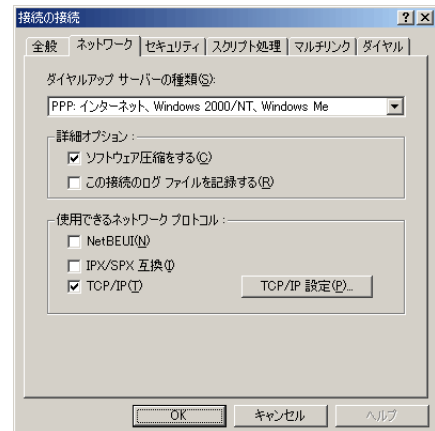 接続の接続
全般 ネットワーク セキュリティ スクリプト処理 マルチリンク ダイヤル
ダイヤルアップ サーバーの種類(S):
PPP: インターネット、Windows 2000/NT、Windows Me
詳細オプション :
ソフトウェア圧縮をする(C)
この接続のログ ファイルを記録する(R)
使用できるネットワーク プロトコル :
NetBEUI(N)
IPX/SPX 互換(I)
TCP/IP(T) TCP/IP 設定(P)...
OK キャンセル ヘルプ